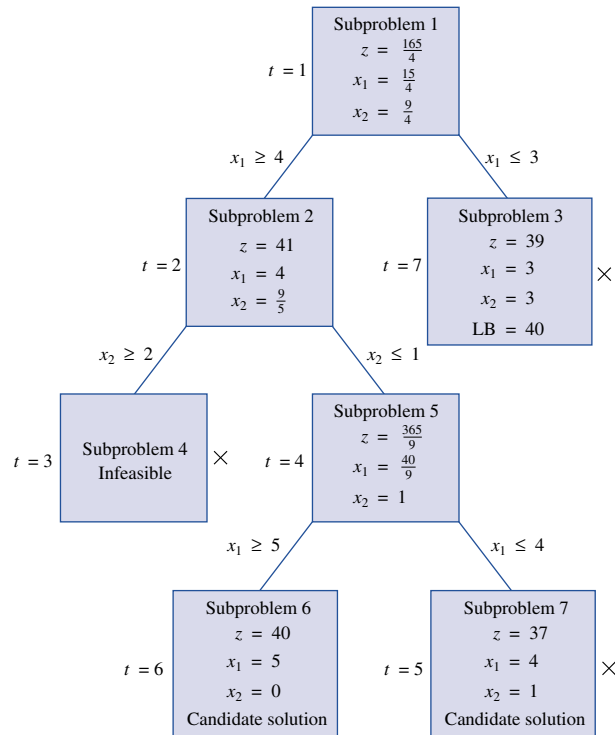 Subproblem 1
t = 1
z = 165/4
x₁ = 15/4
x₂ = 9/4
x₁ ≥ 4
x₁ ≤ 3
Subproblem 2
t = 2
z = 41
x₁ = 4
x₂ = 9/5
Subproblem 3
t = 7
z = 39
x₁ = 3
x₂ = 3
LB = 40
×
x₂ ≥ 2
x₂ ≤ 1
t = 3
Subproblem 4
Infeasible
×
Subproblem 5
t = 4
z = 365/9
x₁ = 40/9
x₂ = 1
x₁ ≥ 5
x₁ ≤ 4
Subproblem 6
z = 40
t = 6
x₁ = 5
x₂ = 0
Candidate solution
Subproblem 7
z = 37
t = 5
x₁ = 4
x₂ = 1
Candidate solution
×